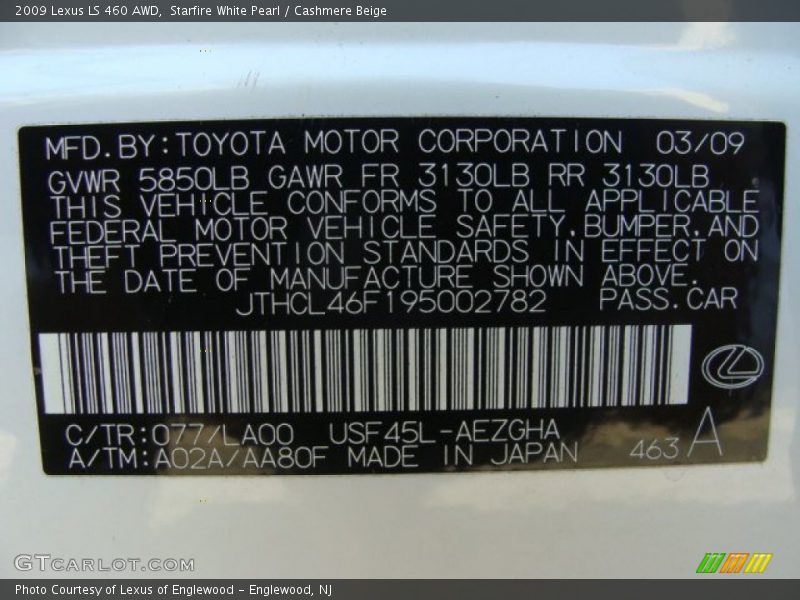 2009 Lexus LS 460 AWD,  Starfire White Pearl / Cashmere Beige
MFD.BY:TOYOTA MOTOR CORPORATION 03/09
GVWR 5850LB GAWR FR 3130LB RR 3130LB
THIS VEHICLE CONFORMS TO ALL APPLICABLE
FEDERAL MOTOR VEHICLE SAFETY,BUMPER,AND
THEFT PREVENTION STANDARDS IN EFFECT ON
THE DATE OF MANUFACTURE SHOWN ABOVE.
JTHCL46F195002782 PASS.CAR
C/TR:077/LA00 USF45L-AEZGHA
A/TM:A02A/AA80F MADE IN JAPAN 463 A
GTCARLOT.COM
Photo Courtesy of Lexus of Englewood - Englewood, NJ